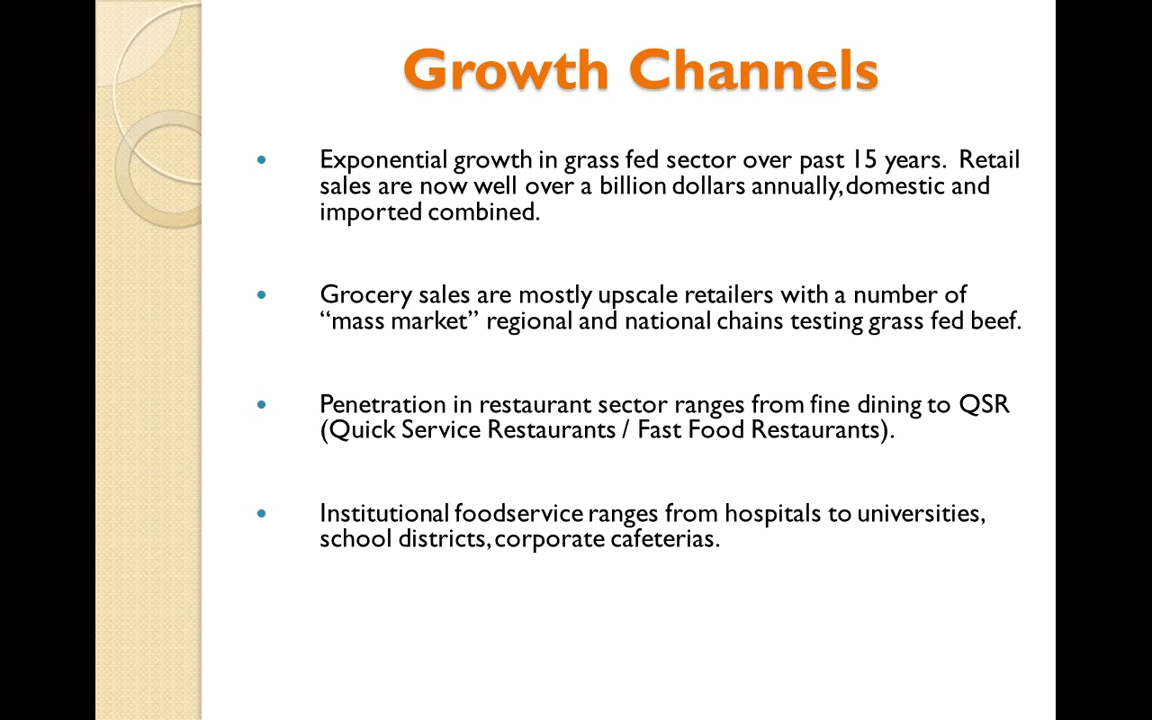 Growth Channels
• Exponential growth in grass fed sector over past 15 years.  Retail
sales are now well over a billion dollars annually, domestic and
imported combined.
• Grocery sales are mostly upscale retailers with a number of
“mass market” regional and national chains testing grass fed beef.
• Penetration in restaurant sector ranges from fine dining to QSR
(Quick Service Restaurants / Fast Food Restaurants).
• Institutional foodservice ranges from hospitals to universities,
school districts, corporate cafeterias.